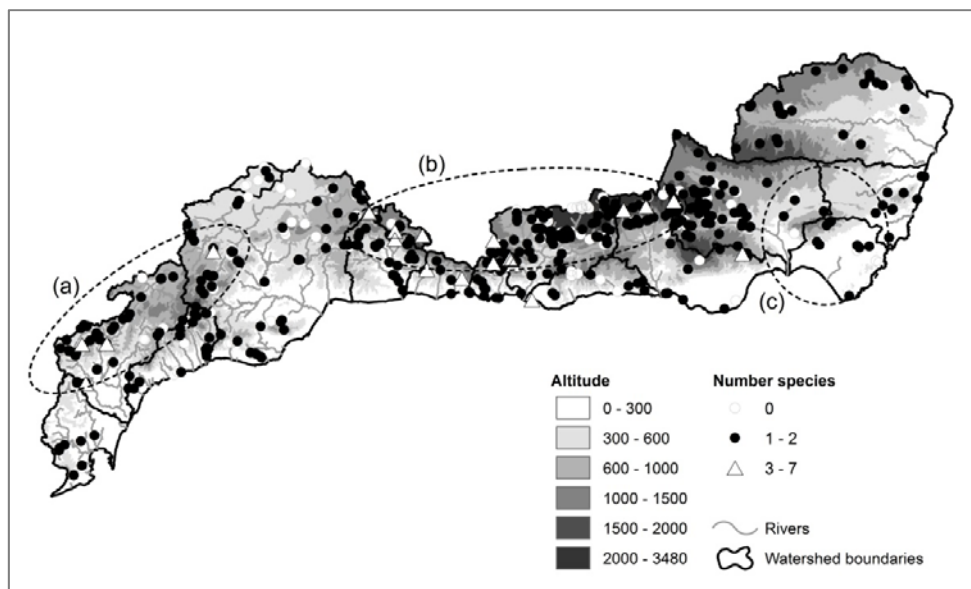 (a)
(b)
(c)
Altitude
0 - 300
300 - 600
600 - 1000
1000 - 1500
1500 - 2000
2000 - 3480
Number species
0
1 - 2
3 - 7
Rivers
Watershed boundaries